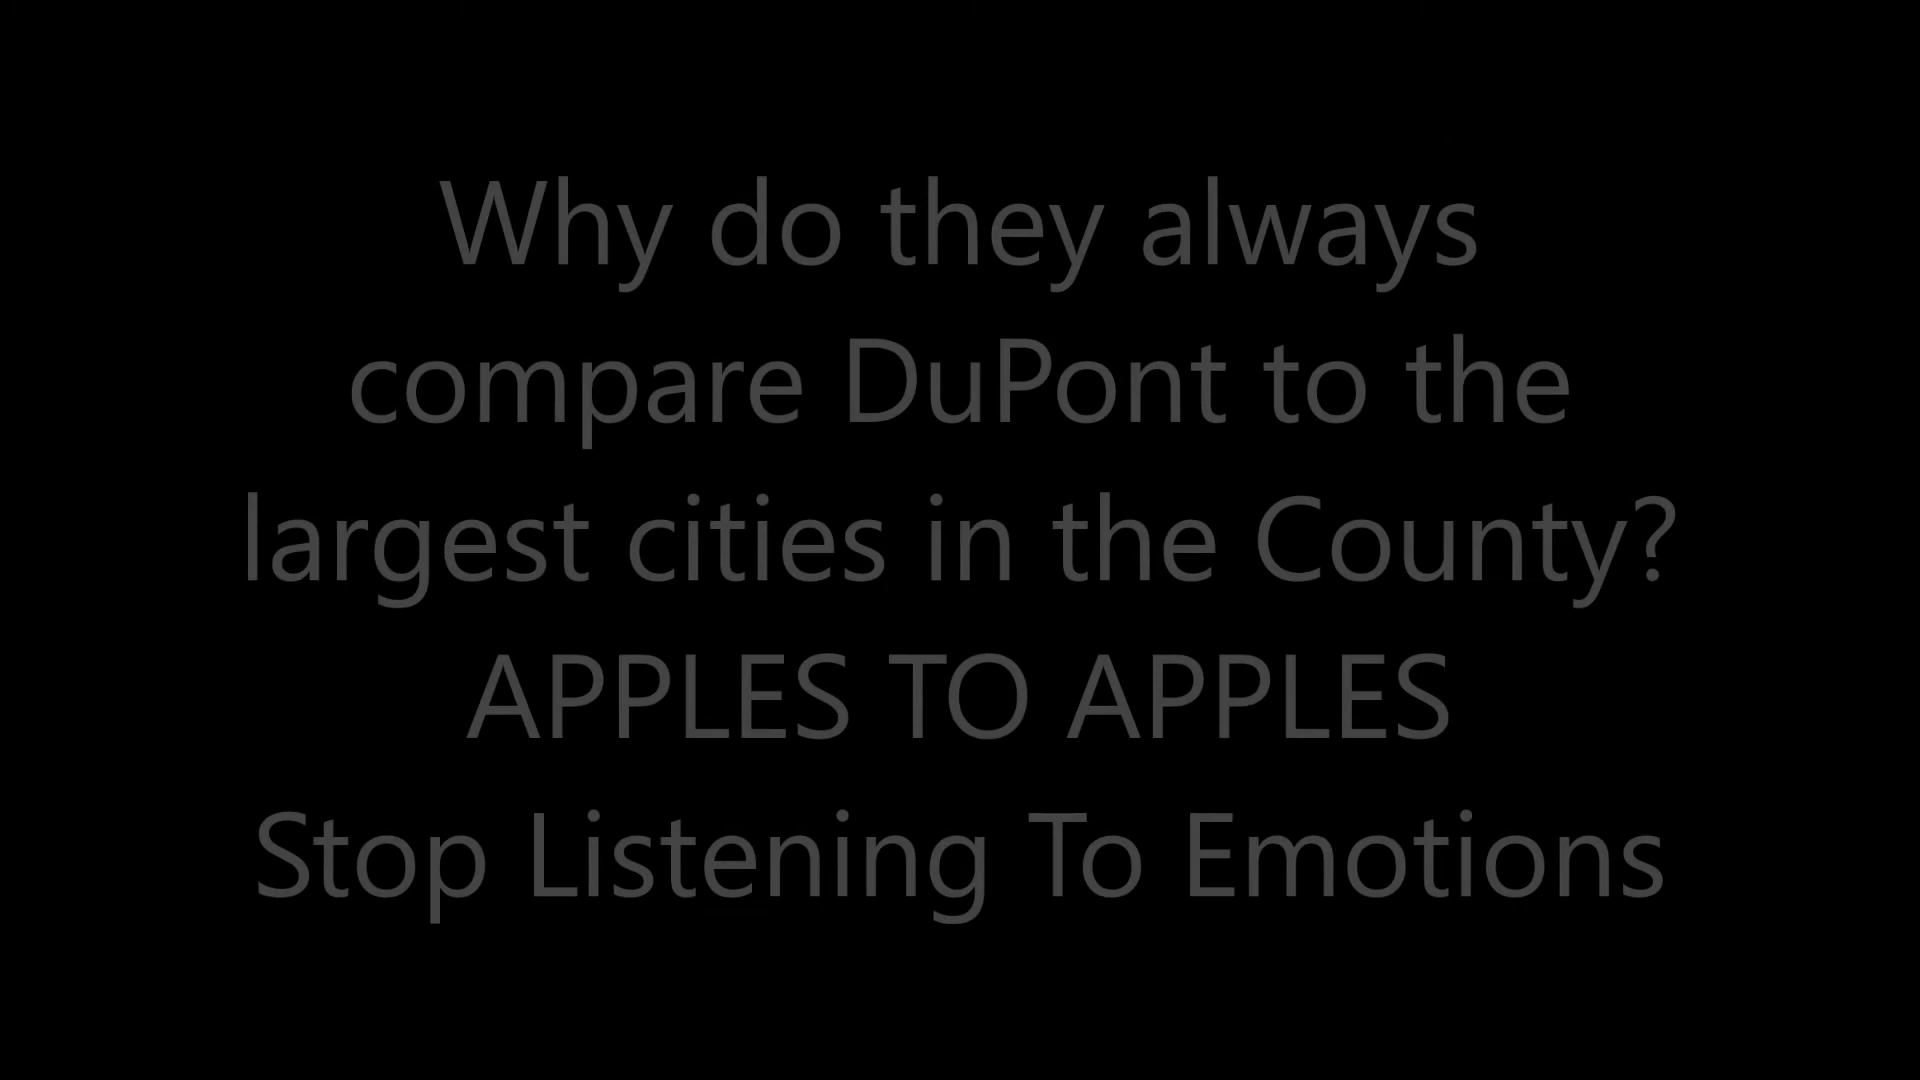 Why do they always
compare DuPont to the
largest cities in the County?
APPLES TO APPLES
Stop Listening To Emotions